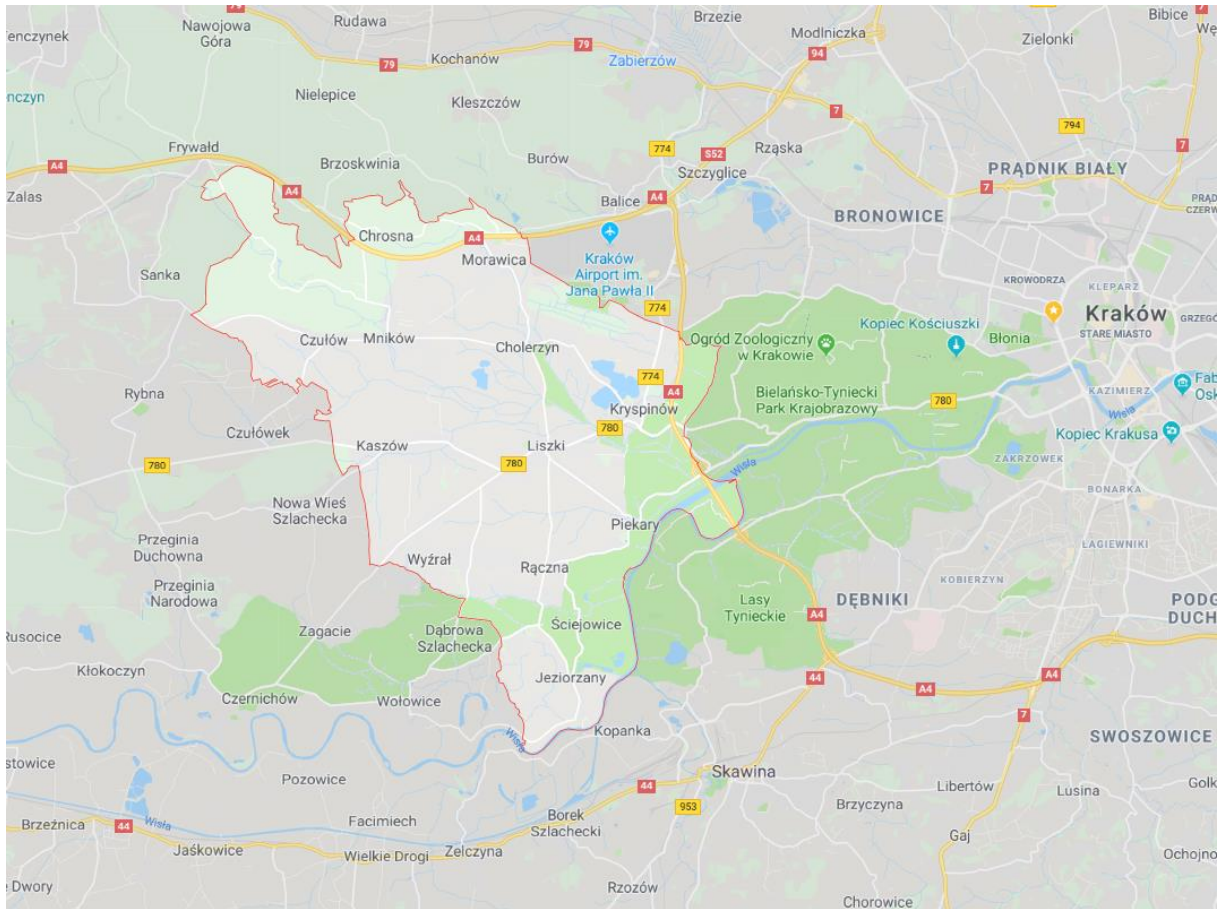 Rudawa
Brzezie
Bibice
Nawojowa
Góra
Modlniczka
7
79
Zielonki
Kochanów
79
Zabierzów
94
Nielepice
Kleszczów
7
794
7
Frywałd
774
S52
Rząska
Brzoskwinia
Burów
Szczyglice
PRĄDNIK BIAŁY
A4
A4
7
Zalas
Balice
A4
BRONOWICE
Chrosna
A4
Kraków
Airport im.
Jana Pawła II
Morawica
Sanka
KROWODRZA
KLEPARZ
774
Kraków
STARE MIASTO
Czułów
Mników
Cholerzyn
Ogród Zoologiczny
w Krakowie
Kopiec Kościuszki
Błonia
774
A4
Bielańsko-Tyniecki
Park Krajobrazowy
780
KAZIMIERZ
Wisła
Rybna
Kryspinów
Czułówek
780
Kopiec Krakusa
Kaszów
Liszki
780
780
Wisła
ZAKRZOWEK
BONARKA
Nowa Wieś
Szlachecka
Piekary
Przeginia
Duchowna
ŁAGIEWNIKI
Wyźrał
Rączna
KOBIERZYN
Przeginia
Narodowa
Lasy
Tynieckie
DĘBNIKI
A4
Zagacie
Dąbrowa
Szlachecka
Ściejowice
Kłokoczyn
Jeziorzany
44
A4
A4
Czernichów
Wołowice
7
Wisła
Kopanka
SWOSZOWICE
Pozowice
Skawina
44
Libertów
Lusina
953
Brzyczyna
Brzeźnica
44
Wisła
Facimiech
Borek
Szlachecki
Gaj
Jaśkowice
Wielkie Drogi
Zelczyna
Rzozów
Chorowice